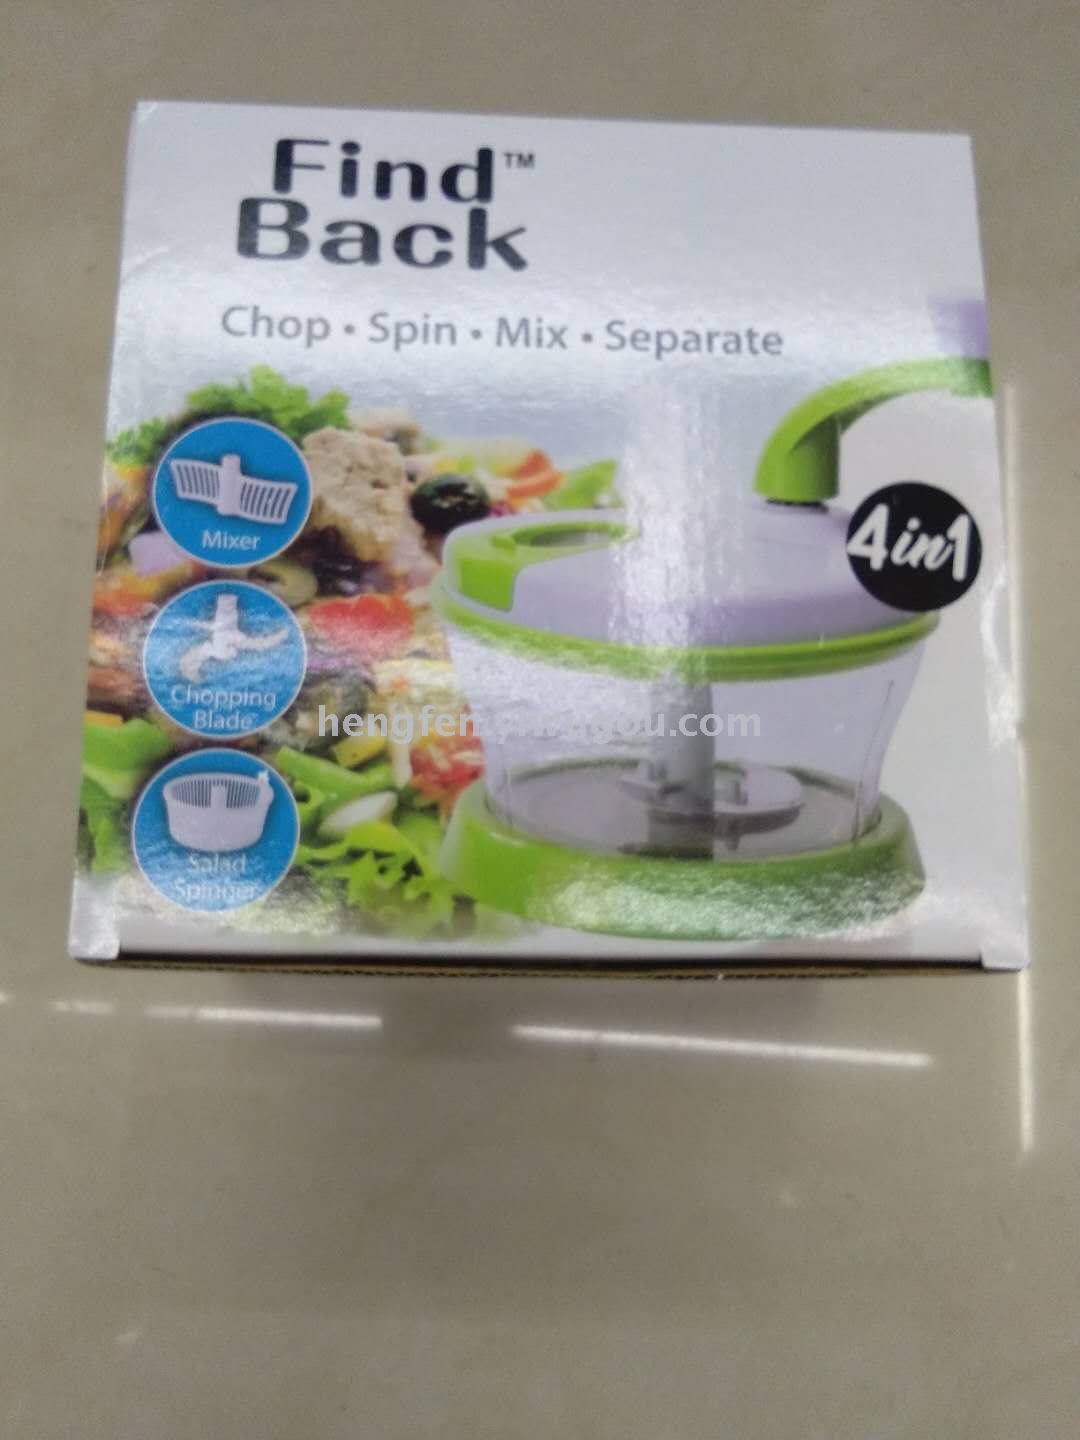 Find™
Back
Chop • Spin • Mix • Separate
4in1
Mixer
Chopping
Blade
Salad
Spinner